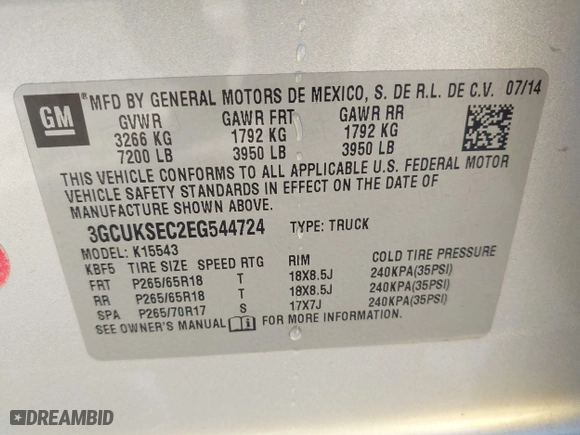 GM
® MFD BY GENERAL MOTORS DE MEXICO, S. DE R.L. DE C.V. 07/14
GVWR GAWR FRT GAWR RR
3266 KG 1792 KG 1792 KG
7200 LB 3950 LB 3950 LB
THIS VEHICLE CONFORMS TO ALL APPLICABLE U.S. FEDERAL MOTOR
VEHICLE SAFETY STANDARDS IN EFFECT ON THE DATE OF
MANUFACTURE SHOWN ABOVE.
3GCUKSEC2EG544724 TYPE: TRUCK
MODEL: K15543
KBF5 TIRE SIZE SPEED RTG RIM COLD TIRE PRESSURE
FRT P265/65R18 T 18X8.5J 240KPA(35PSI)
RR P265/65R18 T 18X8.5J 240KPA(35PSI)
SPA P265/70R17 S 17X7J 240KPA(35PSI)
SEE OWNER'S MANUAL FOR MORE INFORMATION.
DREAMBID